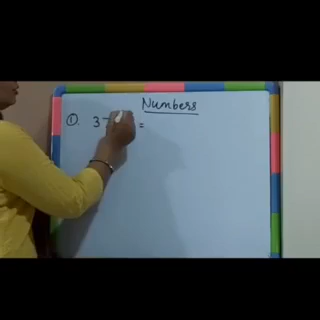 Numbers
①. 3 =